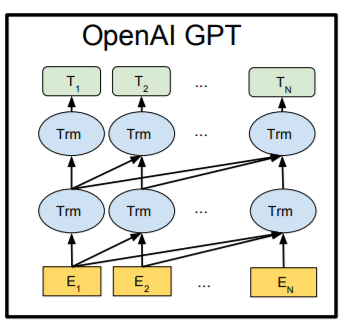 OpenAI GPT
T1 T2 ... TN
Trm Trm ... Trm
Trm Trm ... Trm
E1 E2 ... EN